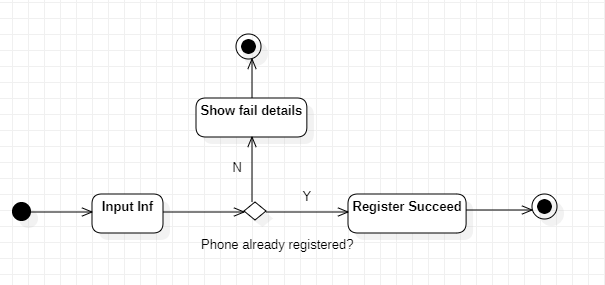 Show fail details
N
Y
Input Inf
Register Succeed
Phone already registered?